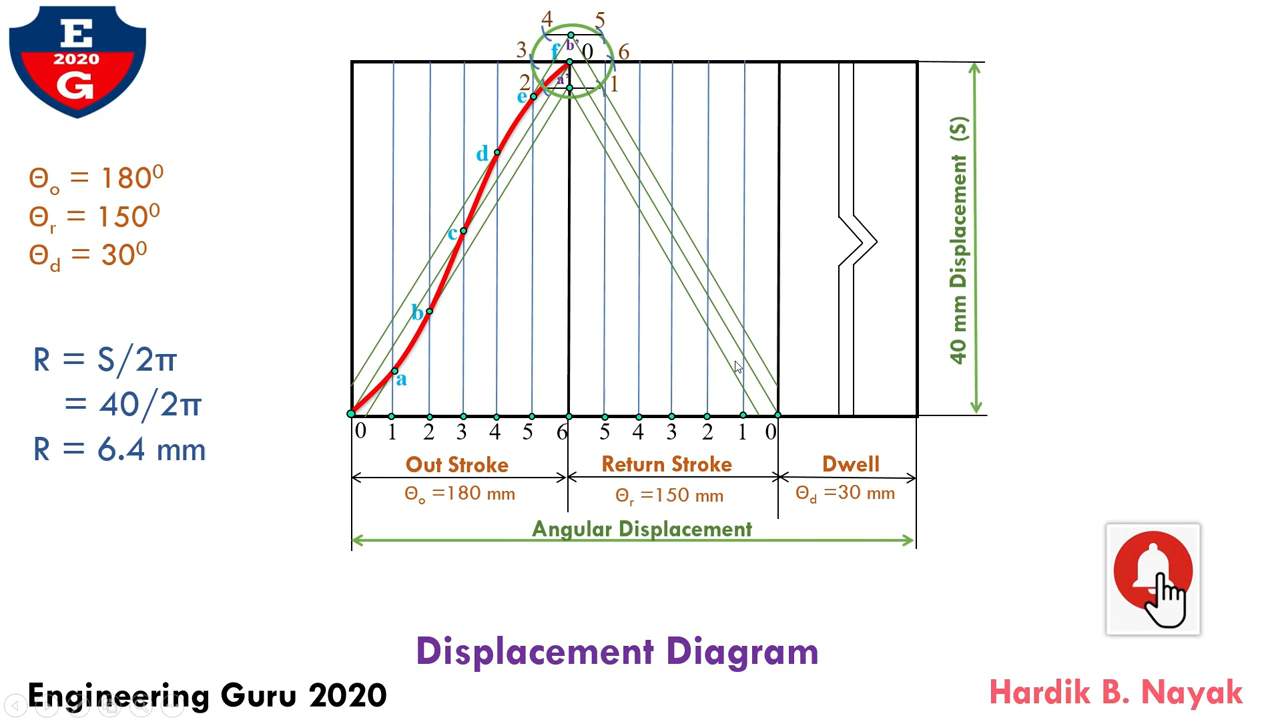 E
2020
G
Θo = 180⁰
Θr = 150⁰
Θd = 30⁰
R = S/2π
= 40/2π
R = 6.4 mm
4 5
3 f b' 0 6
2 a' 1
e
d
c
b
a
0 1 2 3 4 5 6 5 4 3 2 1 0
Out Stroke Return Stroke Dwell
Θo =180 mm Θr =150 mm Θd =30 mm
Angular Displacement
40 mm Displacement (S)
Displacement Diagram
Engineering Guru 2020
Hardik B. Nayak